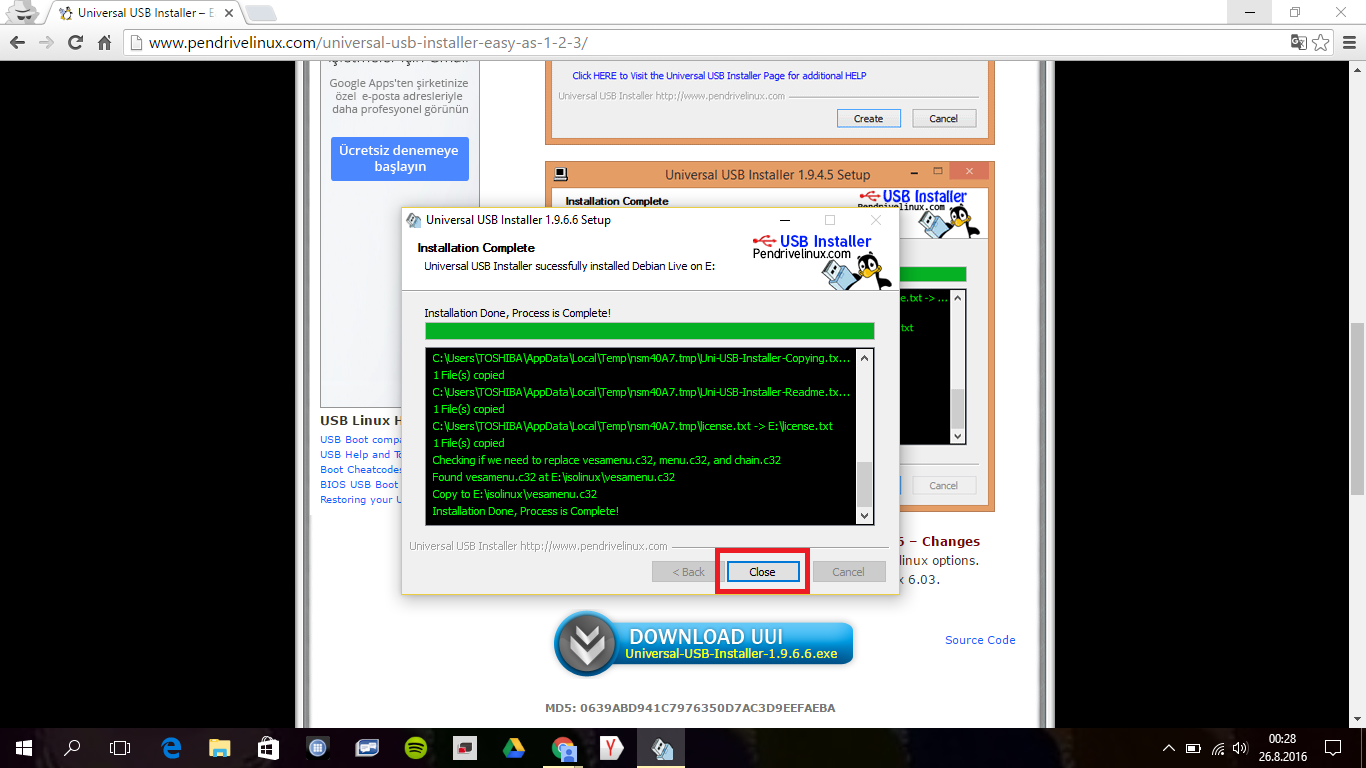 Universal USB Installer – E
www.pendrivelinux.com/universal-usb-installer-easy-as-1-2-3/
Google Apps'ten şirketinize
özel e-posta adresleriyle
daha profesyonel görünün
Ücretsiz denemeye
başlayın
Click HERE to Visit the Universal USB Installer Page for additional HELP
Universal USB Installer http://www.pendrivelinux.com
Create
Cancel
Universal USB Installer 1.9.4.5 Setup
Installation Complete
USB Installer
Pendrivelinux.com
Universal USB Installer 1.9.6.6 Setup
Installation Complete
Universal USB Installer sucessfully installed Debian Live on E:
USB Installer
Pendrivelinux.com
Installation Done, Process is Complete!
C:\Users\TOSHIBA\AppData\Local\Temp\nsm40A7.tmp\Uni-USB-Installer-Copying.tx...
1 File(s) copied
C:\Users\TOSHIBA\AppData\Local\Temp\nsm40A7.tmp\Uni-USB-Installer-Readme.tx...
1 File(s) copied
C:\Users\TOSHIBA\AppData\Local\Temp\nsm40A7.tmp\license.txt -> E:\license.txt
1 File(s) copied
Checking if we need to replace vesamenu.c32, menu.c32, and chain.c32
Found vesamenu.c32 at E:\isolinux\vesamenu.c32
Copy to E:\isolinux\vesamenu.c32
Installation Done, Process is Complete!
Universal USB Installer http://www.pendrivelinux.com
< Back
Close
Cancel
e.txt -> ...
txt
Cancel
USB Linux H
USB Boot compa
USB Help and To
Boot Cheatcodes
BIOS USB Boot
Restoring your U
– Changes
linux options.
6.03.
DOWNLOAD UUI
Universal-USB-Installer-1.9.6.6.exe
Source Code
MD5: 0639ABD941C7976350D7AC3D9EEFAEBA
00:28
26.8.2016